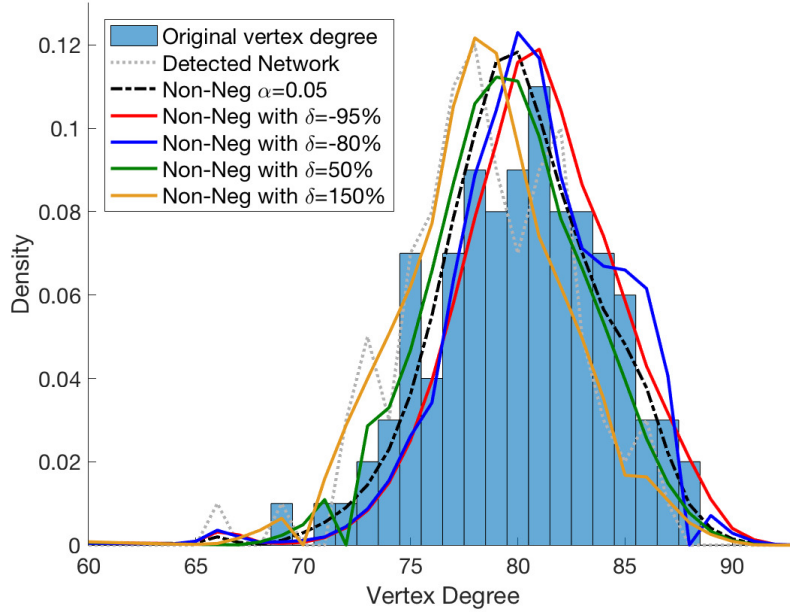 Original vertex degree
Detected Network
Non-Neg α=0.05
Non-Neg with δ=-95%
Non-Neg with δ=-80%
Non-Neg with δ=50%
Non-Neg with δ=150%
0.12
0.1
0.08
0.06
0.04
0.02
0
Density
60 65 70 75 80 85 90
Vertex Degree